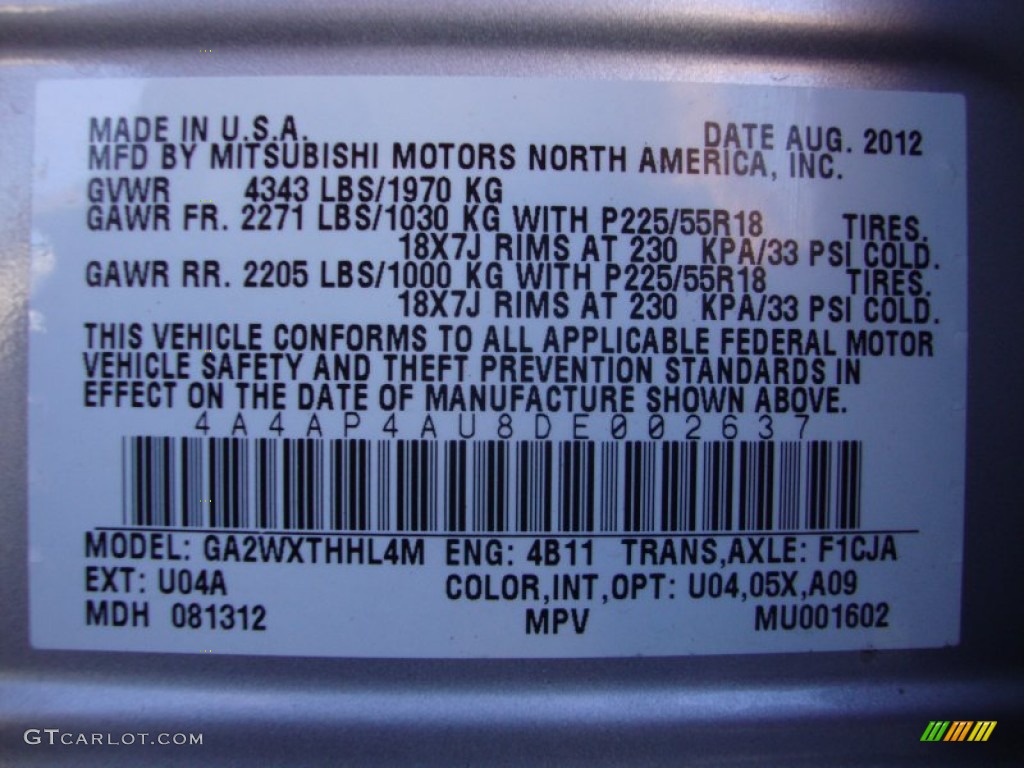 MADE IN U.S.A. DATE AUG. 2012
MFD BY MITSUBISHI MOTORS NORTH AMERICA, INC.
GVWR 4343 LBS/1970 KG
GAWR FR. 2271 LBS/1030 KG WITH P225/55R18 TIRES.
18X7J RIMS AT 230 KPA/33 PSI COLD.
GAWR RR. 2205 LBS/1000 KG WITH P225/55R18 TIRES.
18X7J RIMS AT 230 KPA/33 PSI COLD.
THIS VEHICLE CONFORMS TO ALL APPLICABLE FEDERAL MOTOR
VEHICLE SAFETY AND THEFT PREVENTION STANDARDS IN
EFFECT ON THE DATE OF MANUFACTURE SHOWN ABOVE.
4A4AP4AU8DE002637
MODEL: GA2WXTHHL4M ENG: 4B11 TRANS,AXLE: F1CJA
EXT: U04A COLOR,INT,OPT: U04,05X,A09
MDH 081312 MPV MU001602
GTCARLOT.COM